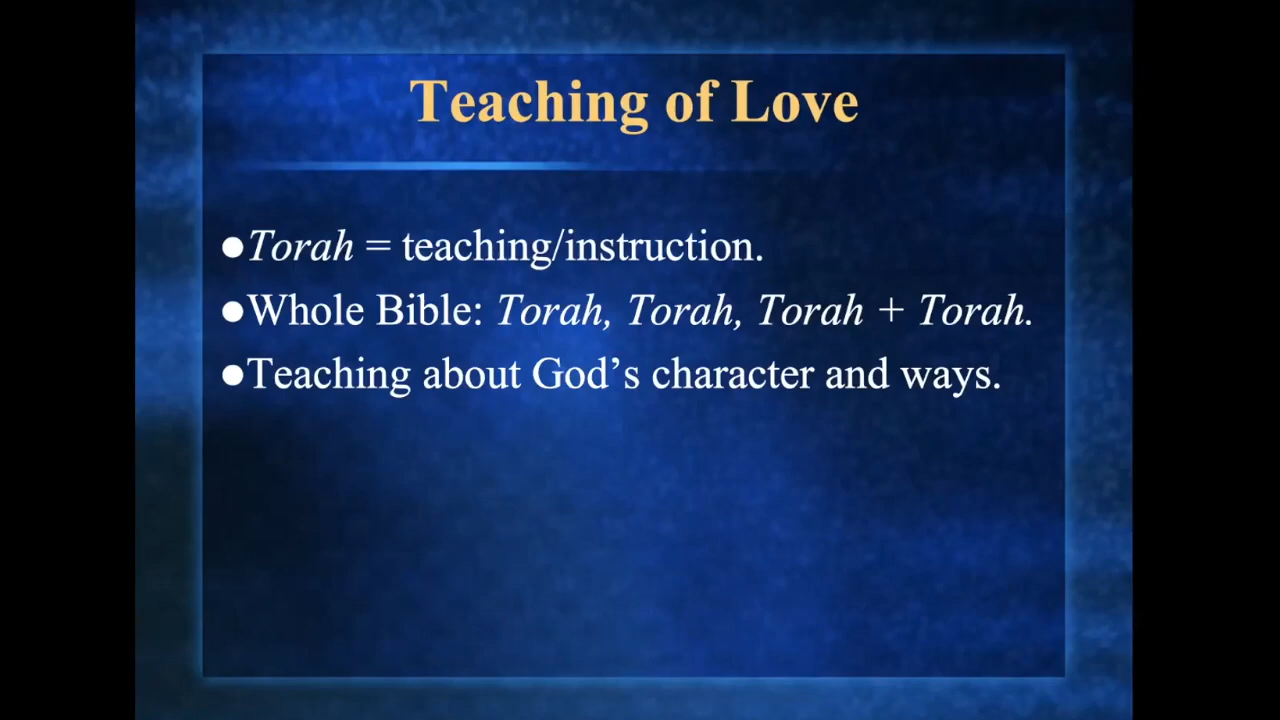 Teaching of Love
●Torah = teaching/instruction.
●Whole Bible: Torah, Torah, Torah + Torah.
●Teaching about God’s character and ways.